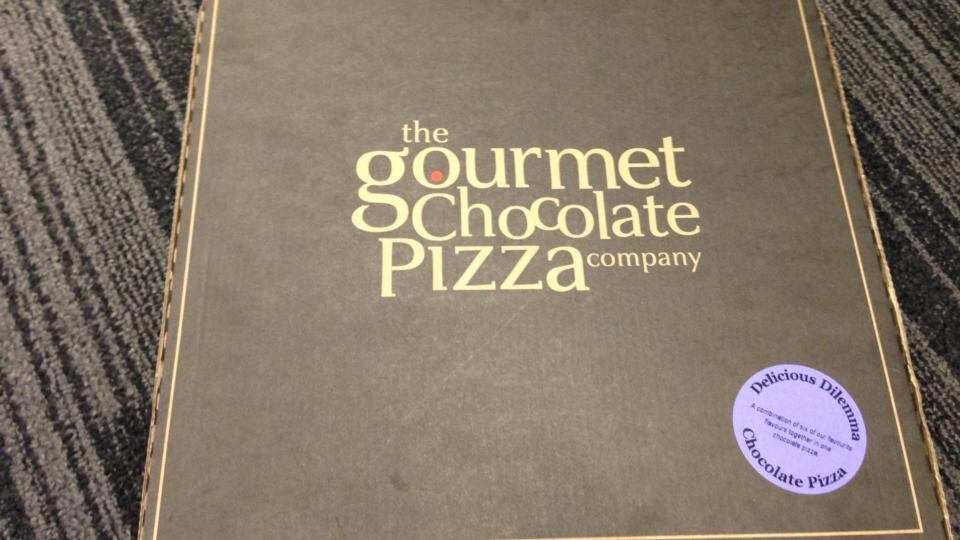 the
gourmet
Chocolate
Pizza company
Delicious Dilemma
A combination of six of our favourite
flavours together in one
chocolate pizza.
Chocolate Pizza